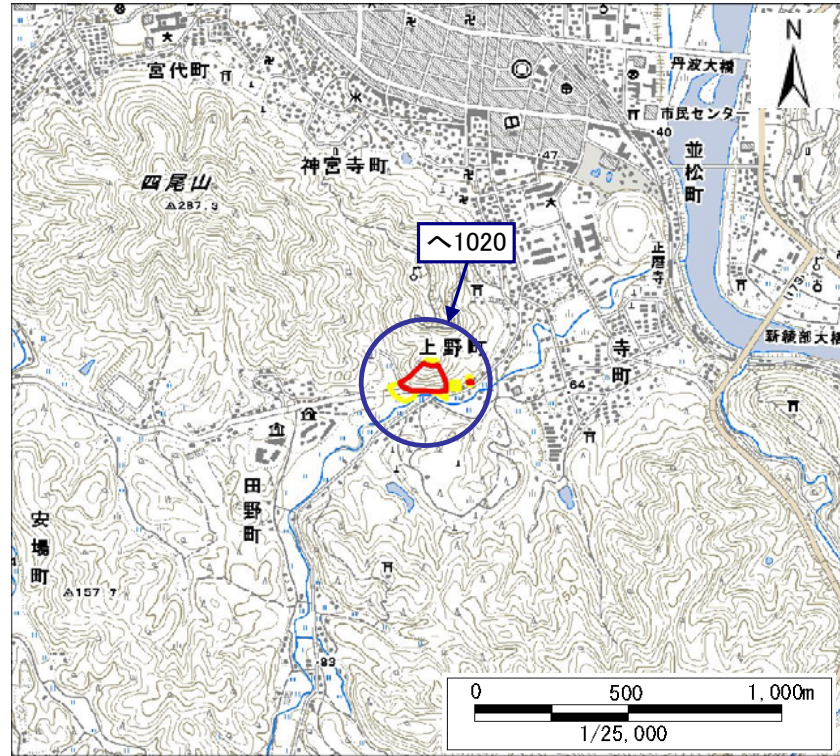 N
宮代町
丹波大橋
市民センター
・40
・47
並松町
神宮寺町
四尾山
287.3
へ1020
上野町
寺町
・64
(173)
新綾部大橋
田野町
安場町
157.7
・83
0 500 1,000m
1/25,000